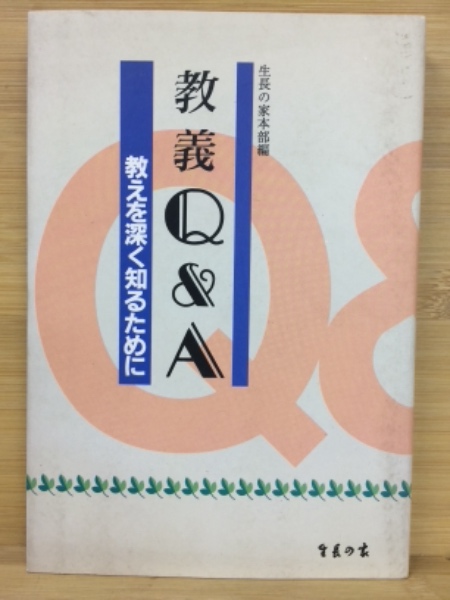 生長の家本部編
教義Q&A
教えを深く知るために
Q&
生長の家